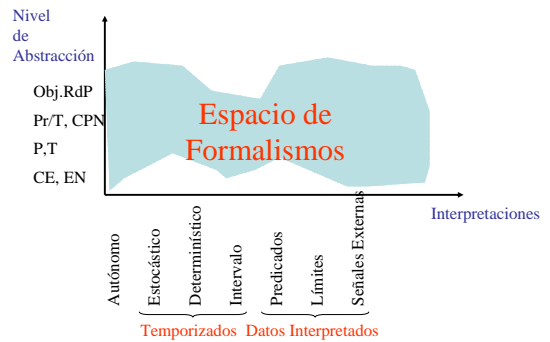 Nivel
de
Abstracción
Obj.RdP
Pr/T, CPN
P,T
CE, EN
Espacio de
Formalismos
Interpretaciones
Autónomo
Estocástico
Determinístico
Intervalo
Predicados
Límites
Señales Externas
Temporizados
Datos Interpretados